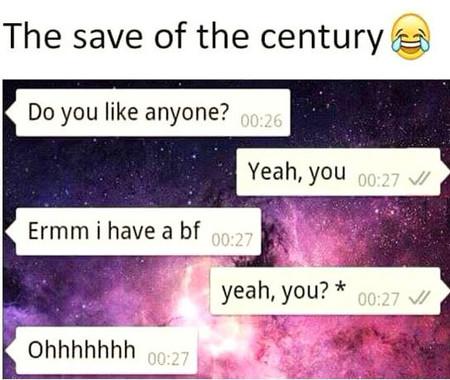 The save of the century😂
Do you like anyone? 00:26
Yeah, you 00:27
Ermm i have a bf 00:27
yeah, you? * 00:27
Ohhhhhhh 00:27